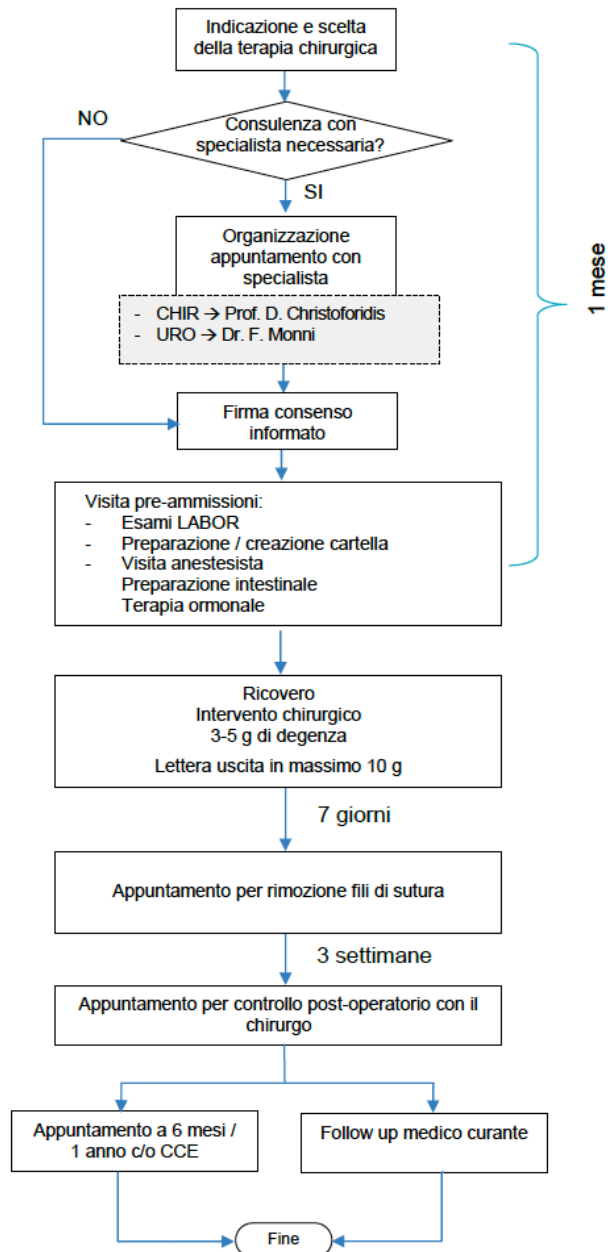 Indicazione e scelta
della terapia chirurgica
NO
Consulenza con
specialista necessaria?
SI
Organizzazione
appuntamento con
specialista
- CHIR → Prof. D. Christoforidis
- URO → Dr. F. Monni
1 mese
Firma consenso
informato
Visita pre-ammissioni:
- Esami LABOR
- Preparazione / creazione cartella
- Visita anestesista
Preparazione intestinale
Terapia ormonale
Ricovero
Intervento chirurgico
3-5 g di degenza
Lettera uscita in massimo 10 g
7 giorni
Appuntamento per rimozione fili di sutura
3 settimane
Appuntamento per controllo post-operatorio con il
chirurgo
Appuntamento a 6 mesi /
1 anno c/o CCE
Follow up medico curante
Fine